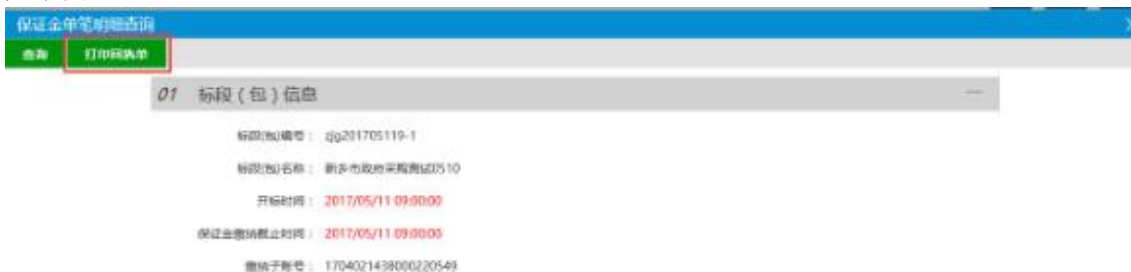 保证金单笔明细查询
查询 打印回执单
01 标段(包)信息
标段(包)编号: zjg201705119-1
标段(包)名称: 新乡市政府采购测试0510
开标时间: 2017/05/11 09:00:00
保证金缴纳截止时间: 2017/05/11 09:00:00
缴纳子账号: 1704021438000220549